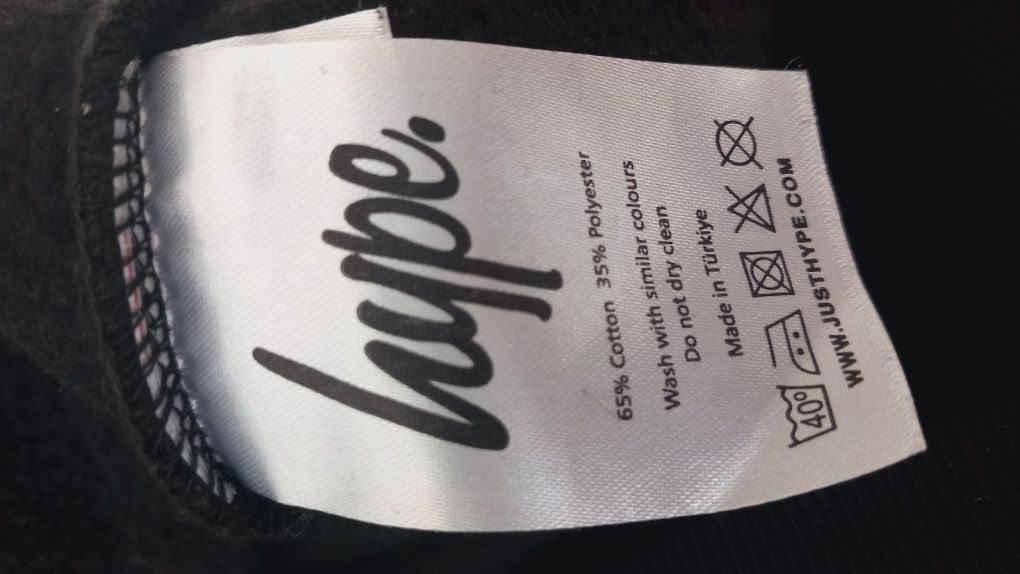 hype.
65% Cotton 35% Polyester
Wash with similar colours
Do not dry clean
Made in Türkiye
40°
WWW.JUSTHYPE.COM